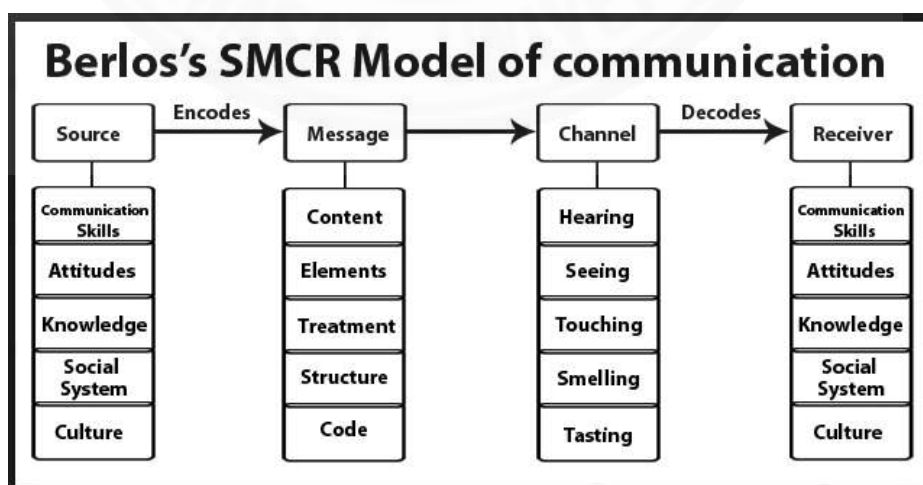 Berlos's SMCR Model of communication
Encodes
Decodes
Source
Message
Channel
Receiver
Communication
Skills
Attitudes
Knowledge
Social
System
Culture
Content
Elements
Treatment
Structure
Code
Hearing
Seeing
Touching
Smelling
Tasting
Communication
Skills
Attitudes
Knowledge
Social
System
Culture